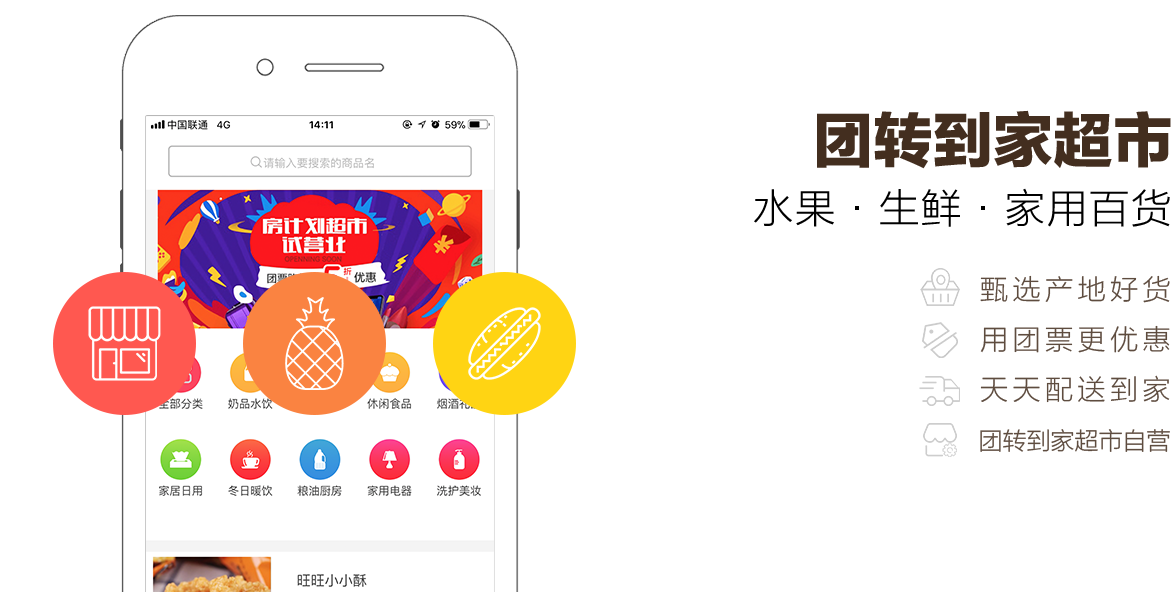 中国联通 4G 14:11 59%
请输入要搜索的商品名
房计划超市
试营业
OPENNING SOON
团票 折 优惠
全部分类 奶品水饮 休闲食品 烟酒礼
家居日用 冬日暖饮 粮油厨房 家用电器 洗护美妆
旺旺小小酥
团转到家超市
水果 · 生鲜 · 家用百货
甄选产地好货
用团票更优惠
天天配送到家
团转到家超市自营